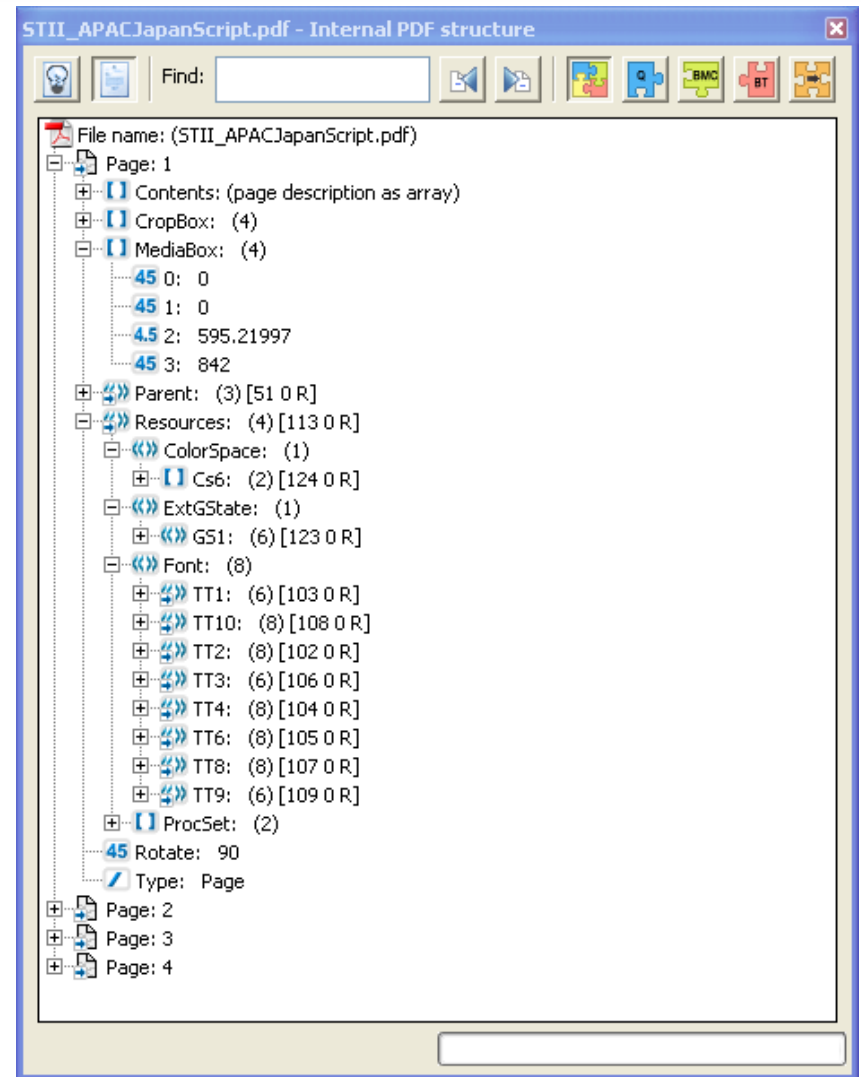 STII_APACJapanScript.pdf - Internal PDF structure
Find:
Q
BMC
BT
File name: (STII_APACJapanScript.pdf)
Page: 1
Contents: (page description as array)
CropBox: (4)
MediaBox: (4)
45 0: 0
45 1: 0
4.5 2: 595.21997
45 3: 842
Parent: (3) [51 0 R]
Resources: (4) [113 0 R]
ColorSpace: (1)
Cs6: (2) [124 0 R]
ExtGState: (1)
GS1: (6) [123 0 R]
Font: (8)
TT1: (6) [103 0 R]
TT10: (8) [108 0 R]
TT2: (8) [102 0 R]
TT3: (6) [106 0 R]
TT4: (8) [104 0 R]
TT6: (8) [105 0 R]
TT8: (8) [107 0 R]
TT9: (6) [109 0 R]
ProcSet: (2)
45 Rotate: 90
Type: Page
Page: 2
Page: 3
Page: 4